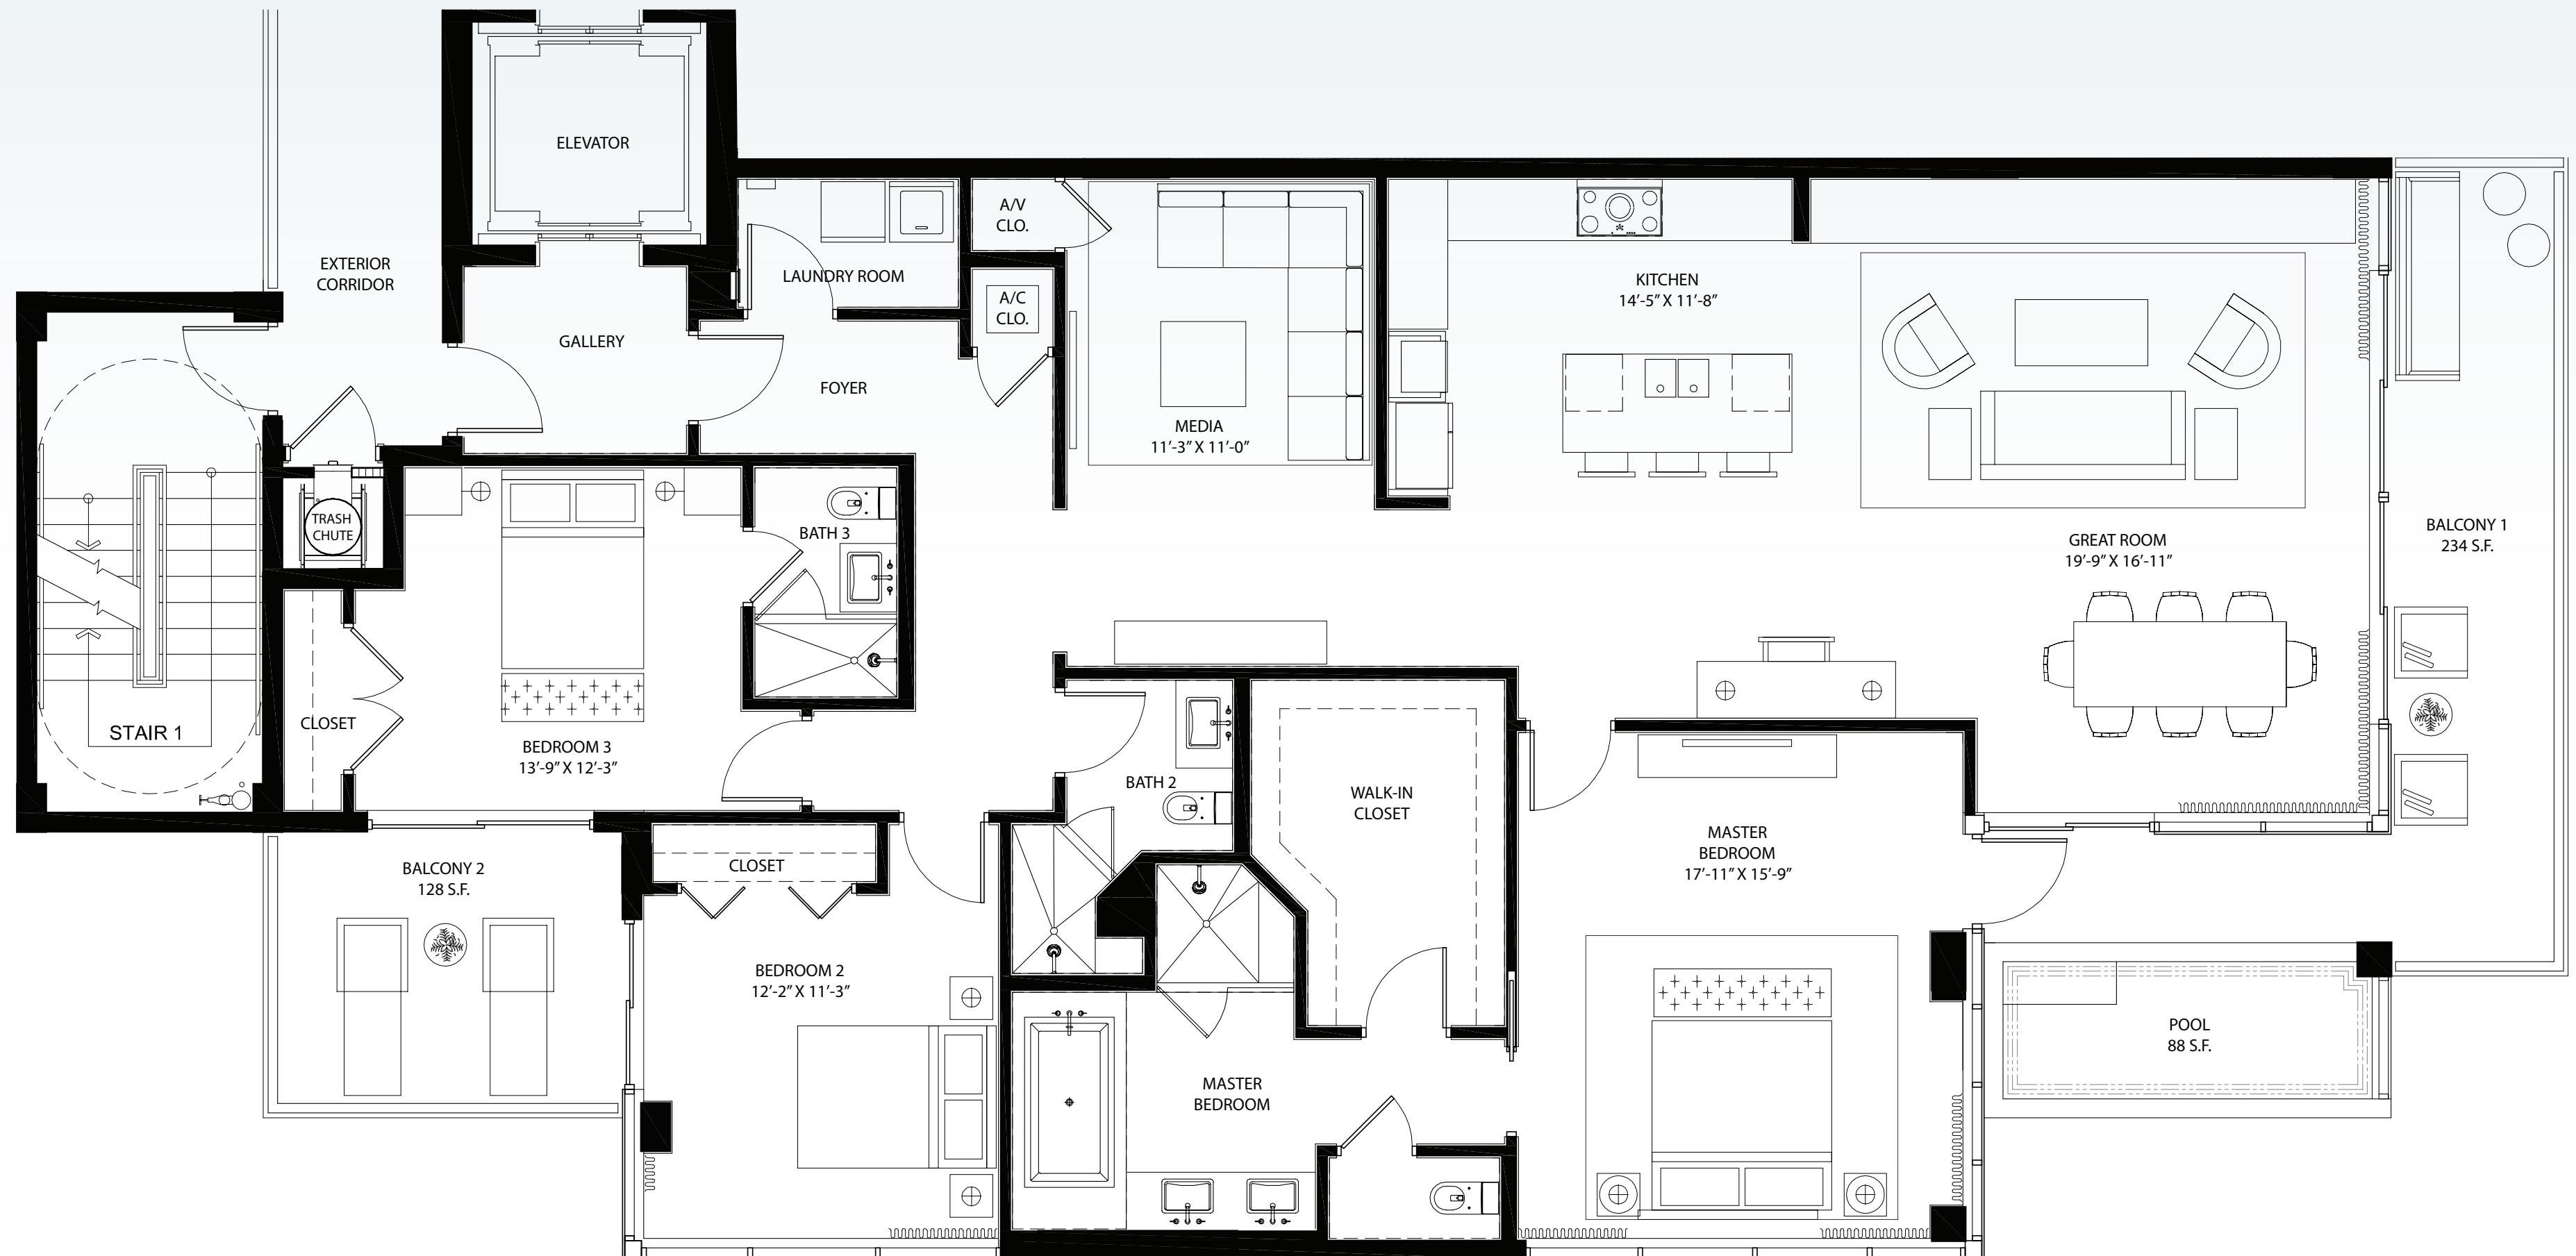 ELEVATOR
EXTERIOR
CORRIDOR
GALLERY
LAUNDRY ROOM
FOYER
A/V
CLO.
A/C
CLO.
MEDIA
11’-3” X 11’-0”
KITCHEN
14’-5” X 11’-8”
GREAT ROOM
19’-9” X 16’-11”
BALCONY 1
234 S.F.
TRASH
CHUTE
STAIR 1
CLOSET
BEDROOM 3
13’-9” X 12’-3”
BATH 3
BATH 2
WALK-IN
CLOSET
MASTER
BEDROOM
17’-11” X 15’-9”
BALCONY 2
128 S.F.
CLOSET
BEDROOM 2
12’-2” X 11’-3”
MASTER
BEDROOM
POOL
88 S.F.